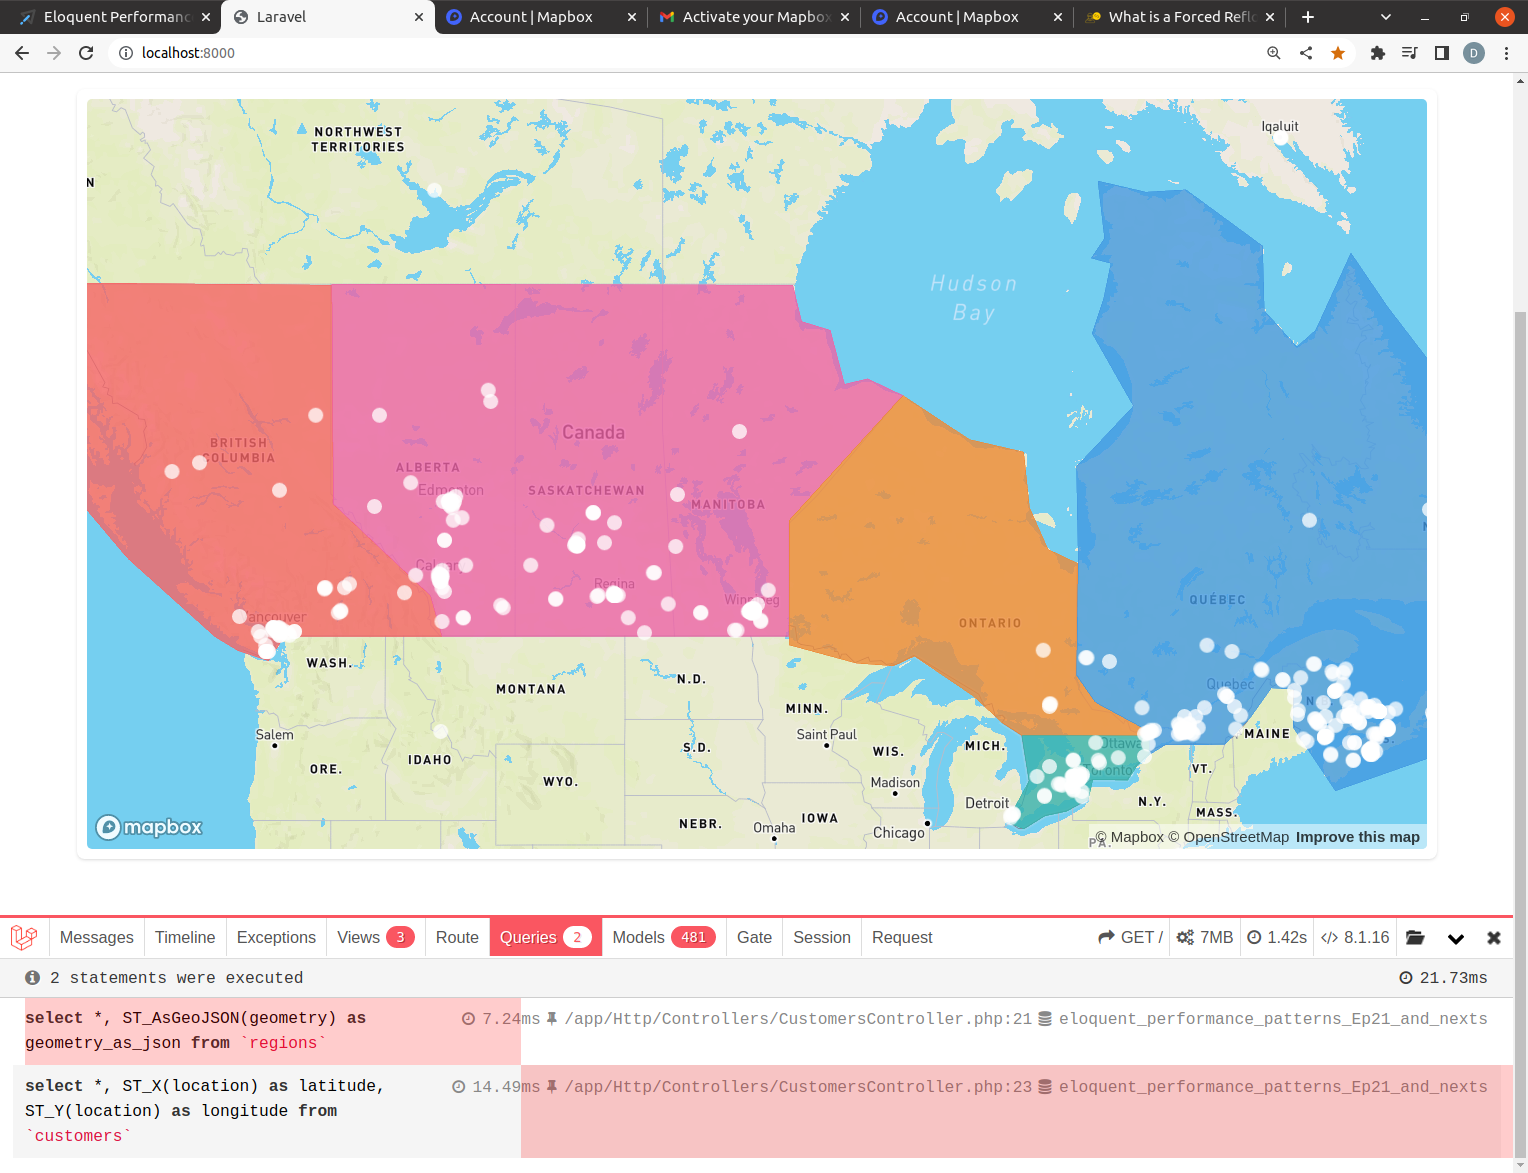 Eloquent Performanc
Laravel
Account | Mapbox
Activate your Mapbox
Account | Mapbox
What is a Forced Reflo
localhost:8000
D
NORTHWEST
TERRITORIES
Iqaluit
N
Hudson
Bay
Canada
BRITISH
COLUMBIA
ALBERTA
Edmonton
SASKATCHEWAN
MANITOBA
Calgary
Regina
Winnipeg
Vancouver
ONTARIO
QUÉBEC
Quebec
WASH.
MONTANA
N.D.
MINN.
Salem
Saint Paul
S.D.
WIS.
MICH.
Ottawa
MAINE
OREG.
IDAHO
WYO.
Madison
Toronto
VT.
Detroit
N.Y.
MASS.
NEBR.
Omaha
IOWA
Chicago
PA.
mapbox
© Mapbox © OpenStreetMap Improve this map
Messages Timeline Exceptions Views 3 Route Queries 2 Models 481 Gate Session Request GET / 7MB 1.42s 8.1.16
2 statements were executed 21.73ms
select *, ST_AsGeoJSON(geometry) as 7.24ms /app/Http/Controllers/CustomersController.php:21 eloquent_performance_patterns_Ep21_and_nexts
geometry_as_json from `regions`
select *, ST_X(location) as latitude, 14.49ms /app/Http/Controllers/CustomersController.php:23 eloquent_performance_patterns_Ep21_and_nexts
ST_Y(location) as longitude from
`customers`